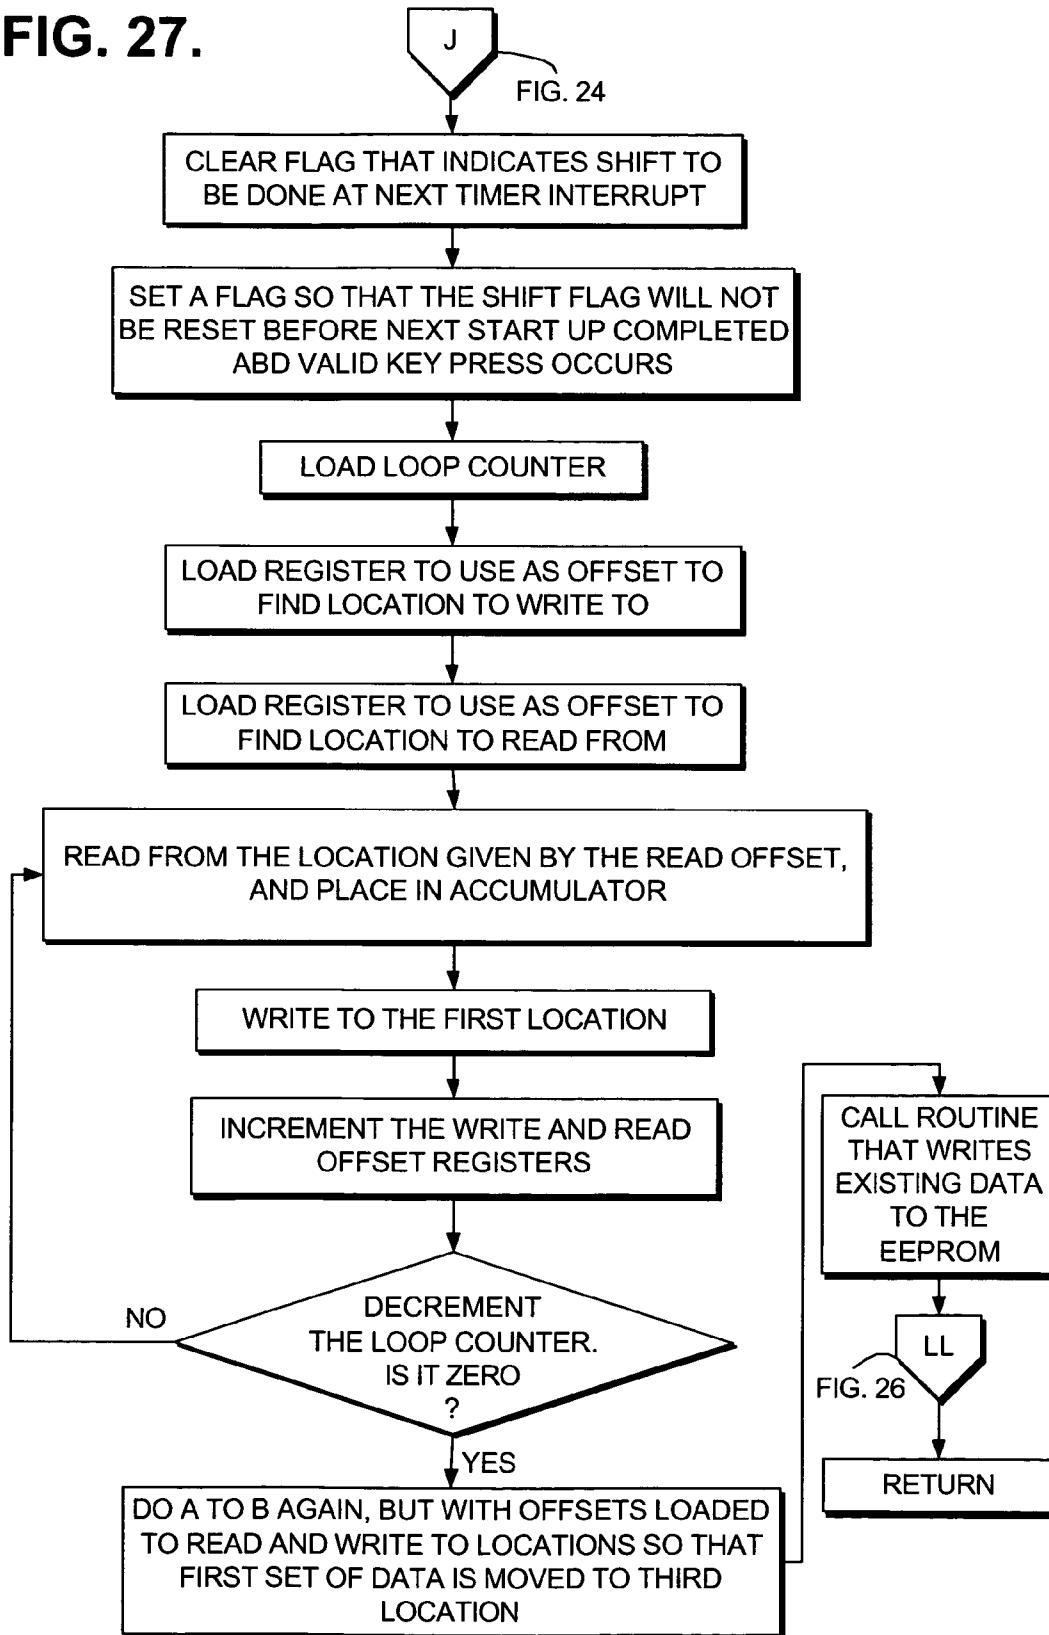 FIG. 27.
J
FIG. 24
CLEAR FLAG THAT INDICATES SHIFT TO
BE DONE AT NEXT TIMER INTERRUPT
SET A FLAG SO THAT THE SHIFT FLAG WILL NOT
BE RESET BEFORE NEXT START UP COMPLETED
ABD VALID KEY PRESS OCCURS
LOAD LOOP COUNTER
LOAD REGISTER TO USE AS OFFSET TO
FIND LOCATION TO WRITE TO
LOAD REGISTER TO USE AS OFFSET TO
FIND LOCATION TO READ FROM
READ FROM THE LOCATION GIVEN BY THE READ OFFSET,
AND PLACE IN ACCUMULATOR
WRITE TO THE FIRST LOCATION
INCREMENT THE WRITE AND READ
OFFSET REGISTERS
DECREMENT
THE LOOP COUNTER.
IS IT ZERO
?
NO
YES
DO A TO B AGAIN, BUT WITH OFFSETS LOADED
TO READ AND WRITE TO LOCATIONS SO THAT
FIRST SET OF DATA IS MOVED TO THIRD
LOCATION
CALL ROUTINE
THAT WRITES
EXISTING DATA
TO THE
EEPROM
LL
FIG. 26
RETURN